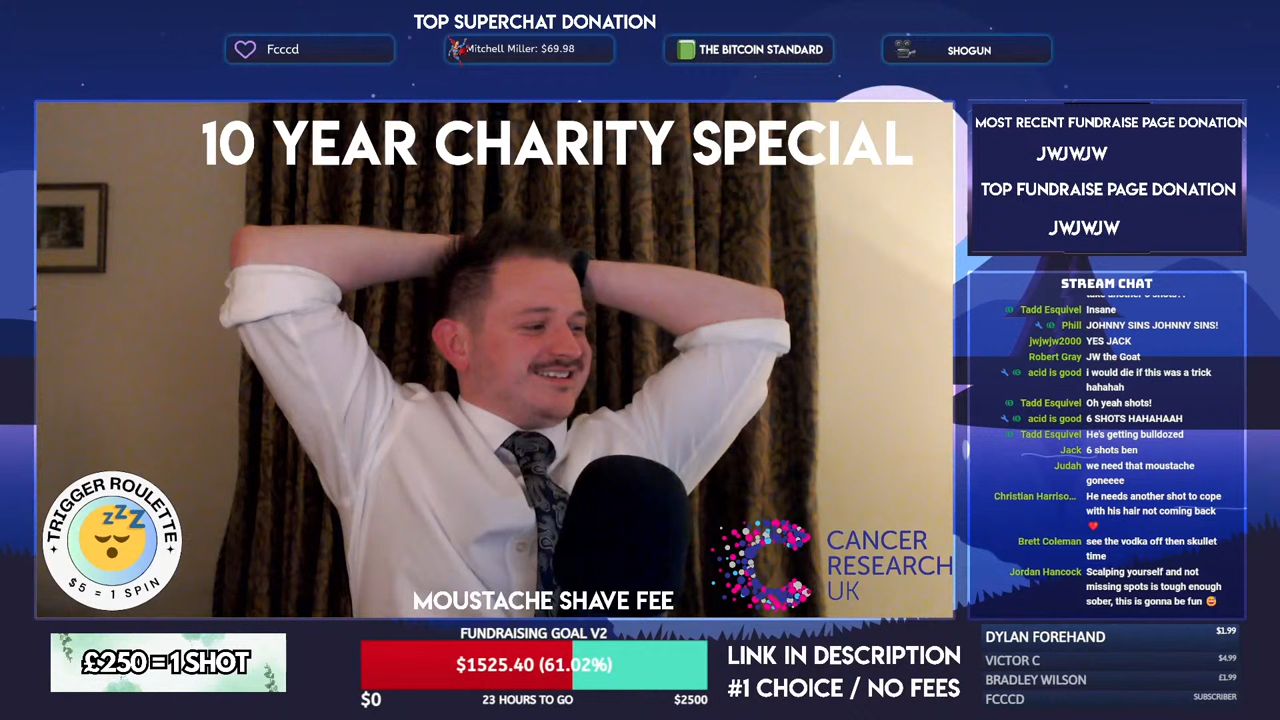 TOP SUPERCHAT DONATION
Fcccd
Mitchell Miller: $69.98
THE BITCOIN STANDARD
SHOGUN
10 YEAR CHARITY SPECIAL
MOST RECENT FUNDRAISE PAGE DONATION
JWJWJW
TOP FUNDRAISE PAGE DONATION
JWJWJW
STREAM CHAT
Tadd Esquivel Insane
Phill JOHNNY SINS JOHNNY SINS!
jwjwjw2000 YES JACK
Robert Gray JW the Goat
acid is good i would die if this was a trick
hahahah
Tadd Esquivel Oh yeah shots!
acid is good 6 SHOTS HAHAHAAH
Tadd Esquivel He's getting bulldozed
Jack 6 shots ben
Judah we need that moustache
goneeee
Christian Harriso... He needs another shot to cope
with his hair not coming back
Brett Coleman see the vodka off then skullet
time
Jordan Hancock Scalping yourself and not
missing spots is tough enough
sober, this is gonna be fun
TRIGGER ROULETTE
zzz
$5 = 1 SPIN
CANCER
RESEARCH
UK
MOUSTACHE SHAVE FEE
£250 = 1 SHOT
FUNDRAISING GOAL V2
$1525.40 (61.02%)
$0
23 HOURS TO GO
$2500
LINK IN DESCRIPTION
#1 CHOICE / NO FEES
DYLAN FOREHAND $1.99
VICTOR C $4.99
BRADLEY WILSON £1.99
FCCCD SUBSCRIBER